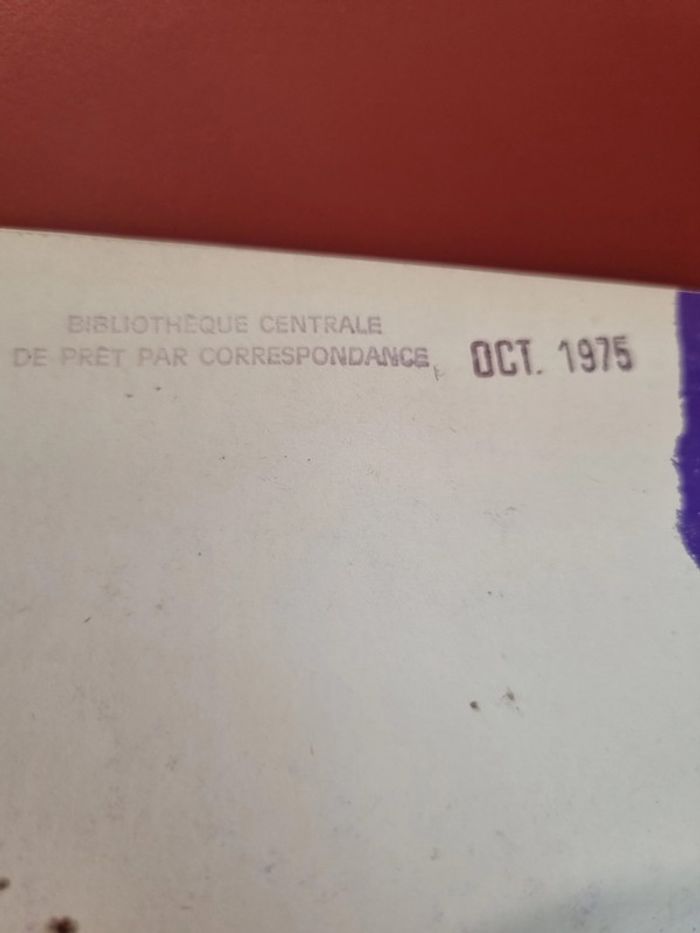 BIBLIOTHÈQUE CENTRALE
DE PRÊT PAR CORRESPONDANCE
OCT. 1975